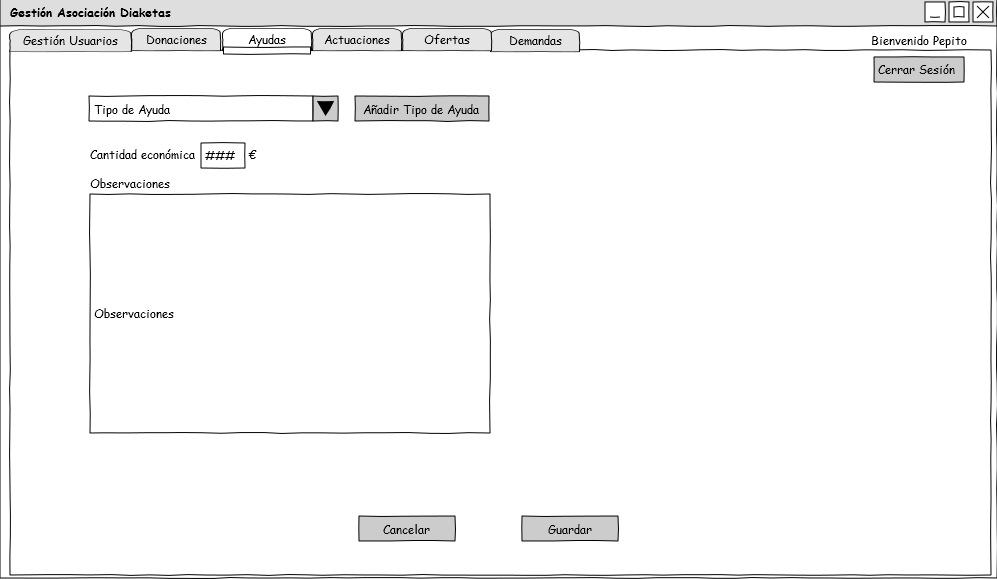 Gestión Asociación Diaketas
Gestión Usuarios Donaciones Ayudas Actuaciones Ofertas Demandas Bienvenido Pepito
Cerrar Sesión
Tipo de Ayuda Añadir Tipo de Ayuda
Cantidad económica ### €
Observaciones
Observaciones
Cancelar Guardar